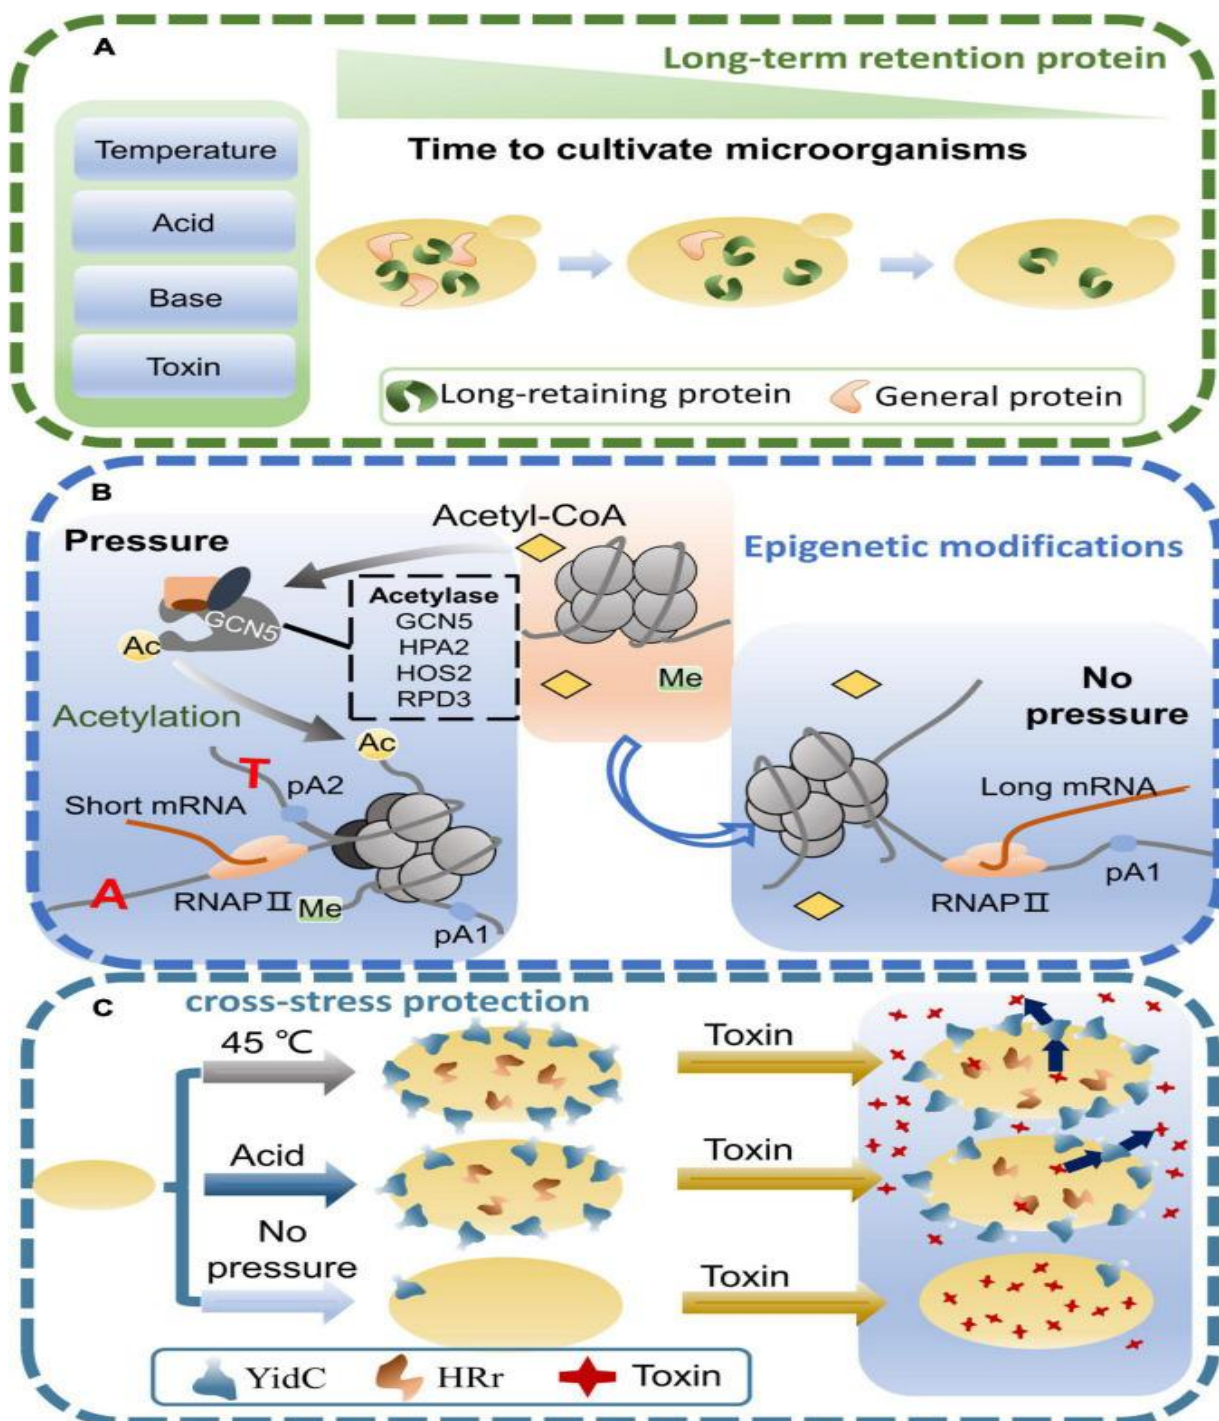 A
Long-term retention protein
Temperature
Time to cultivate microorganisms
Acid
Base
Toxin
Long-retaining protein
General protein
B
Acetyl-CoA
Pressure
Epigenetic modifications
Acetylase
GCN5
GCN5
HPA2
HOS2
RPD3
Ac
Me
No
pressure
Acetylation
Ac
T
pA2
Short mRNA
Long mRNA
A
RNAPⅡ
Me
pA1
RNAPⅡ
pA1
C
cross-stress protection
45 ℃
Toxin
Acid
Toxin
No
pressure
Toxin
YidC
HRr
Toxin